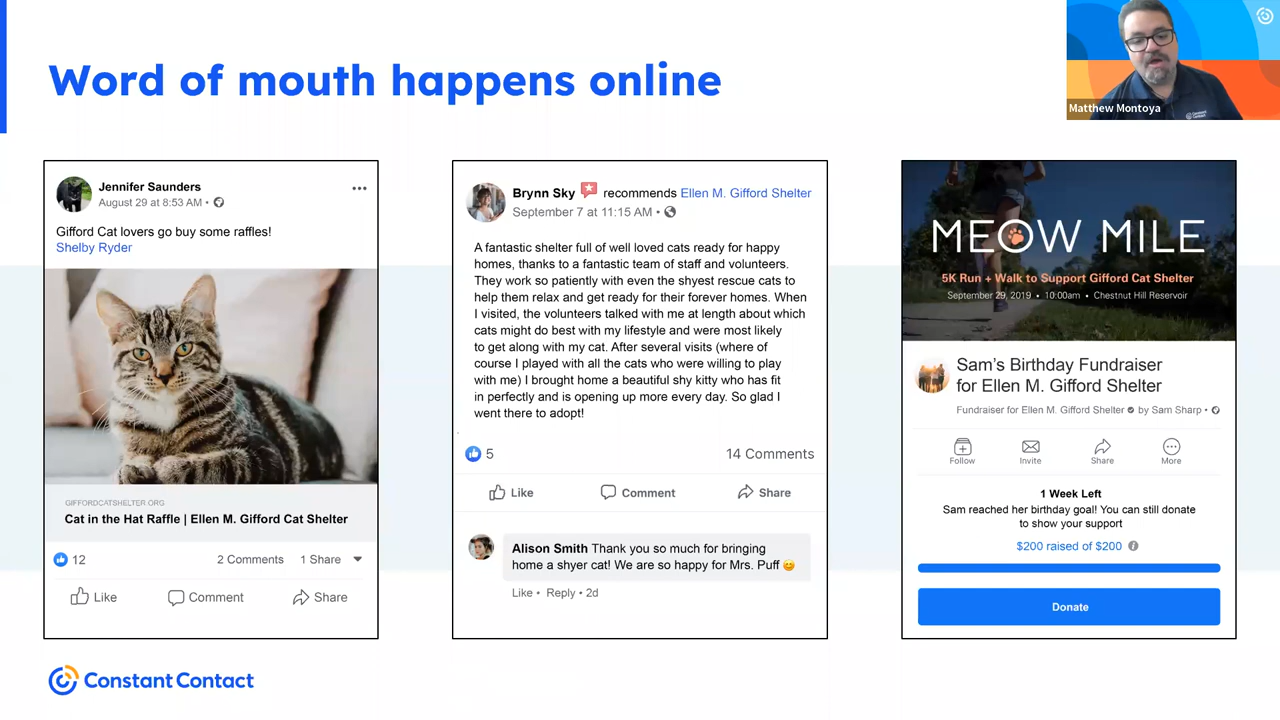 Word of mouth happens online
Matthew Montoya
Constant Contact
Jennifer Saunders
August 29 at 8:53 AM •
Gifford Cat lovers go buy some raffles!
Shelby Ryder
GIFFORDCATSHELTER.ORG
Cat in the Hat Raffle | Ellen M. Gifford Cat Shelter
12
2 Comments 1 Share
Like Comment Share
Brynn Sky recommends Ellen M. Gifford Shelter
September 7 at 11:15 AM •
A fantastic shelter full of well loved cats ready for happy
homes, thanks to a fantastic team of staff and volunteers.
They work so patiently with even the shyest rescue cats to
help them relax and get ready for their forever homes. When
I visited, the volunteers talked with me at length about which
cats might do best with my lifestyle and were most likely
to get along with my cat. After several visits (where of
course I played with all the cats who were willing to play
with me) I brought home a beautiful shy kitty who has fit
in perfectly and is opening up more every day. So glad I
went there to adopt!
5 14 Comments
Like Comment Share
Alison Smith Thank you so much for bringing
home a shyer cat! We are so happy for Mrs. Puff 😊
Like • Reply • 2d
MEOW MILE
5K Run + Walk to Support Gifford Cat Shelter
September 29, 2019 • 10:00am • Chestnut Hill Reservoir
Sam's Birthday Fundraiser
for Ellen M. Gifford Shelter
Fundraiser for Ellen M. Gifford Shelter by Sam Sharp •
Follow Invite Share More
1 Week Left
Sam reached her birthday goal! You can still donate
to show your support
$200 raised of $200
Donate
Constant Contact